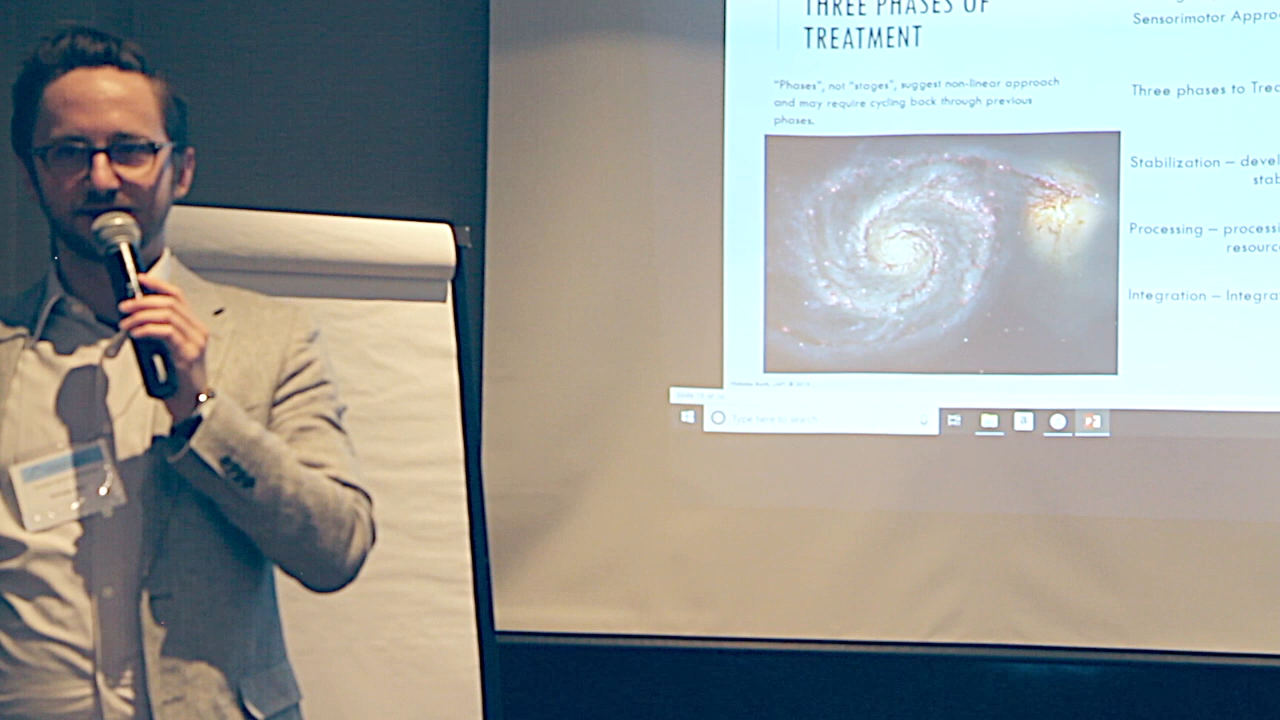 THREE PHASES OF
TREATMENT
"Phases", not "stages", suggest non-linear approach
and may require cycling back through previous
phases.
Sensorimotor
Three phases to
Stabilization –
Processing –
Integration –
Type here to search